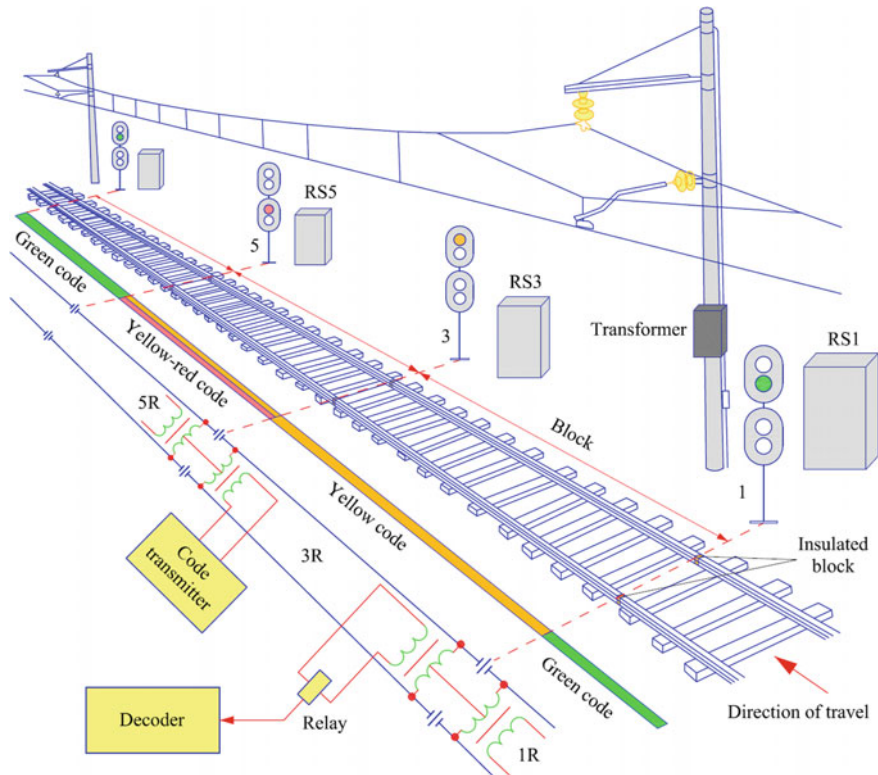 RS5
5
Green code
RS3
3
Transformer
RS1
Yellow-red code
5R
Block
1
Code
transmitter
Yellow code
3R
Insulated
block
Green code
Decoder
Relay
1R
Direction of travel